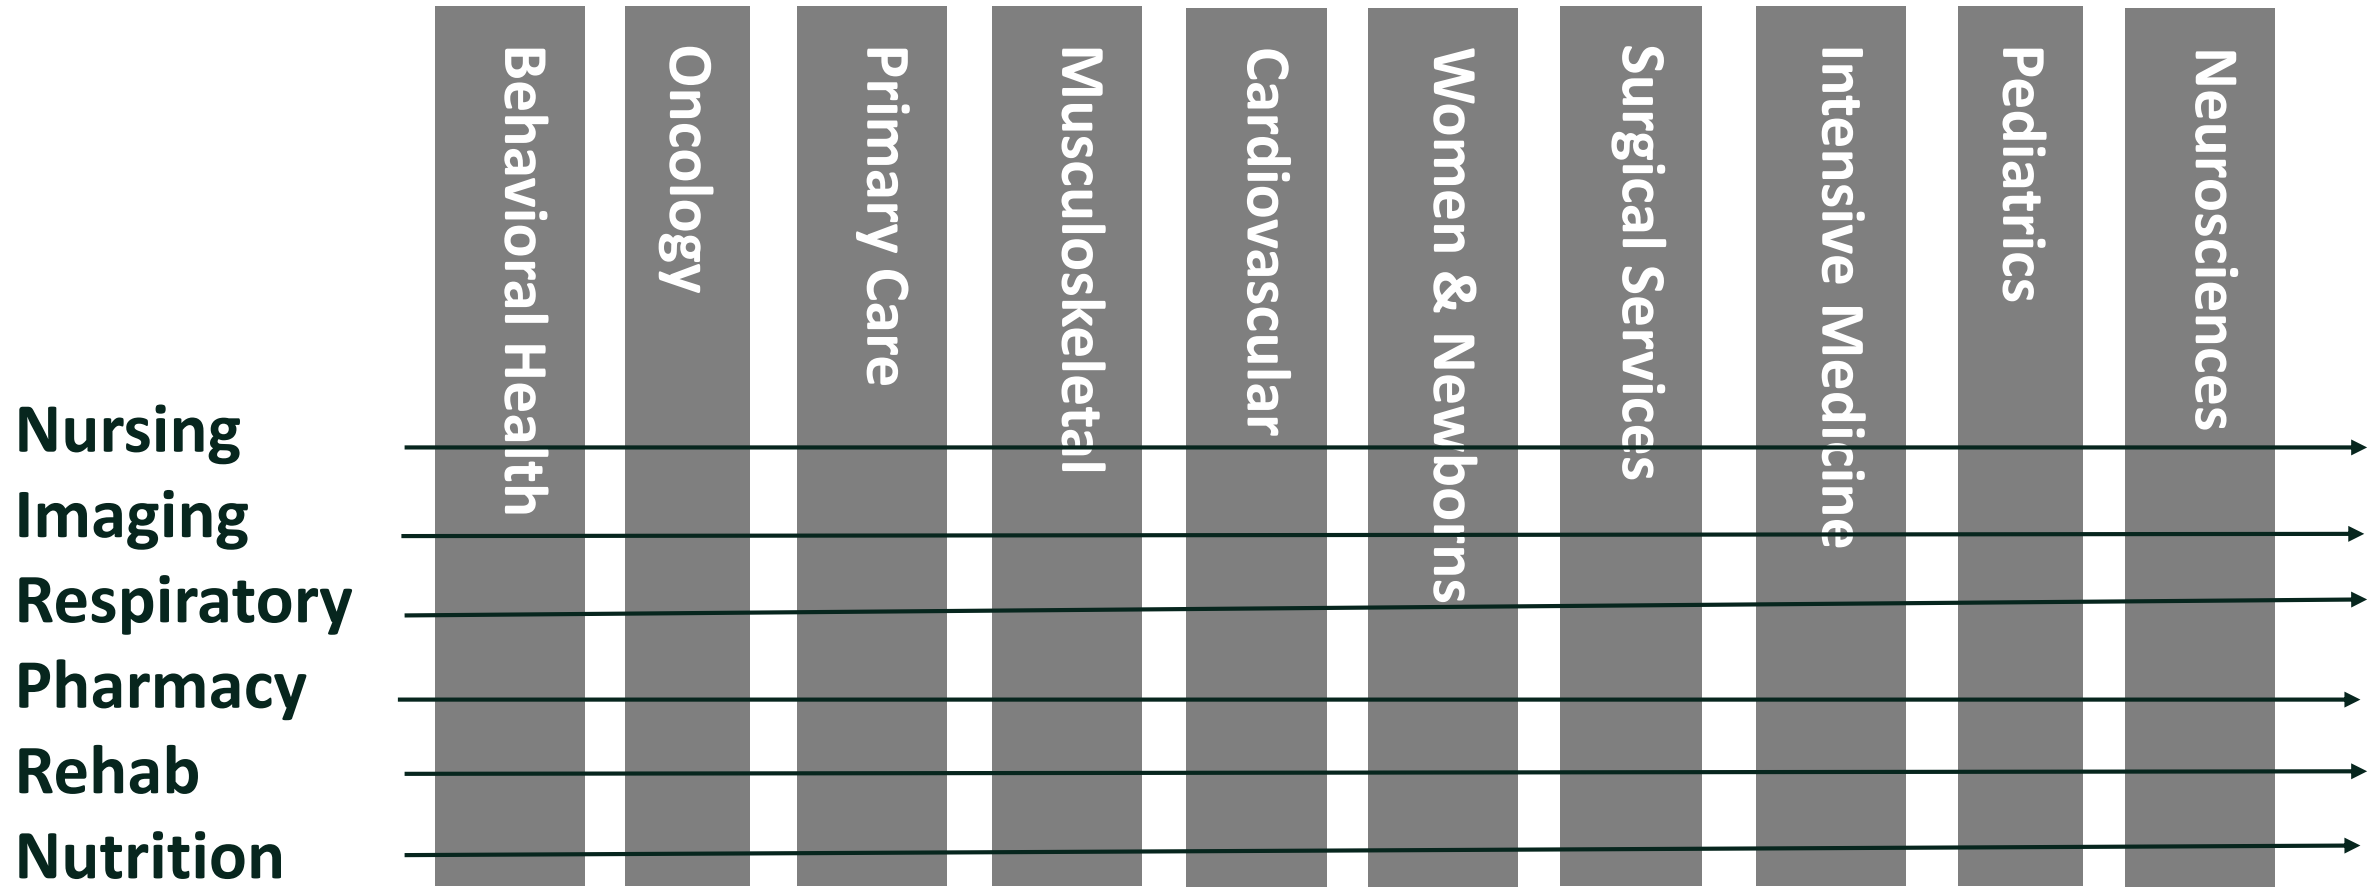 Behavioral Health
Oncology
Primary Care
Musculoskeletal
Cardiovascular
Women & Newborns
Surgical Services
Intensive Medicine
Pediatrics
Neurosciences
Nursing
Imaging
Respiratory
Pharmacy
Rehab
Nutrition